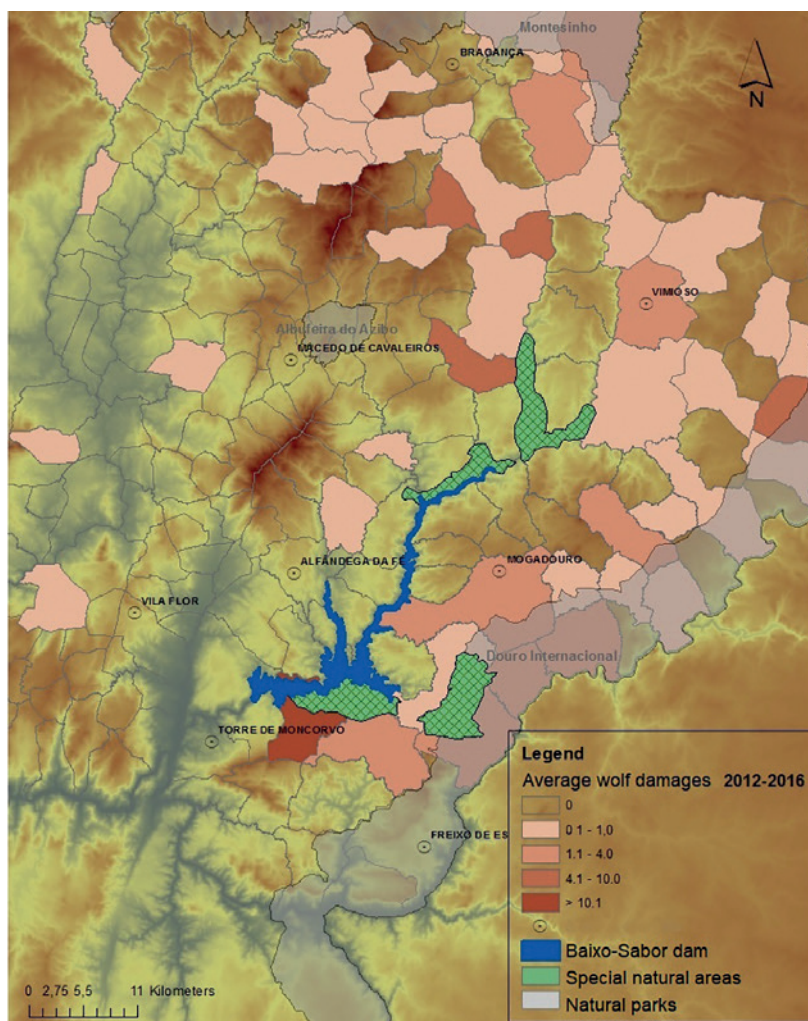 Montesinho
BRAGANÇA
N
VIMIOSO
Albufeira do Azibo
MACEDO DE CAVALEIROS
ALFÂNDEGA DA FÉ
MOGADOURO
VILA FLOR
Douro Internacional
TORRE DE MONCORVO
FREIXO DE ES
Legend
Average wolf damages 2012-2016
0
0.1 - 1,0
1.1 - 4.0
4.1 - 10.0
> 10.1
Baixo-Sabor dam
Special natural areas
Natural parks
0 2,75 5,5 11 Kilometers